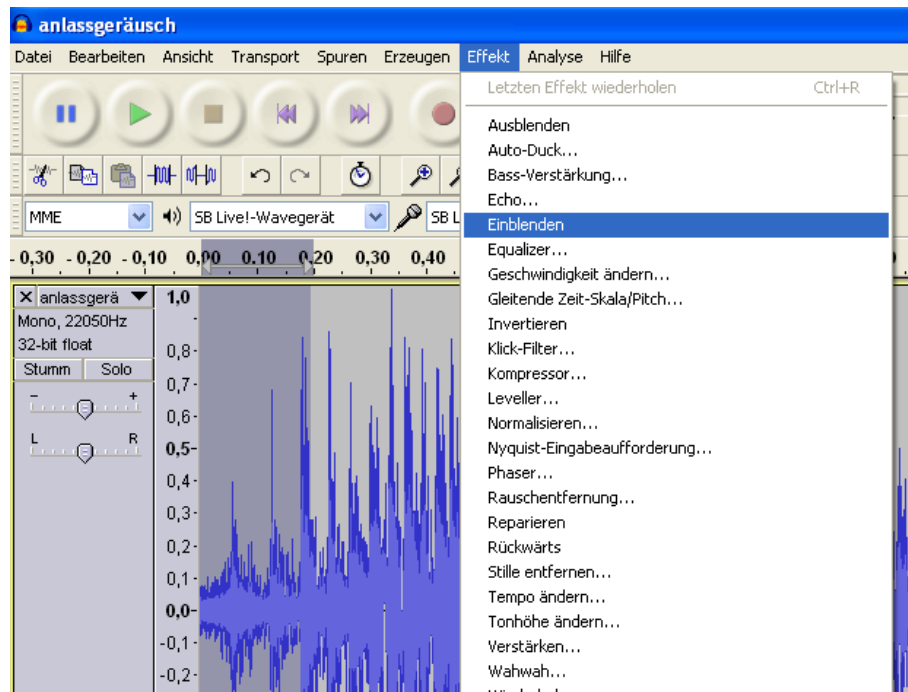 anlassgeräusch
Datei Bearbeiten Ansicht Transport Spuren Erzeugen Effekt Analyse Hilfe
Letzten Effekt wiederholen Ctrl+R
Ausblenden
Auto-Duck...
Bass-Verstärkung...
Echo...
Einblenden
Equalizer...
Geschwindigkeit ändern...
Gleitende Zeit-Skala/Pitch...
Invertieren
Klick-Filter...
Kompressor...
Leveller...
Normalisieren...
Nyquist-Eingabeaufforderung...
Phaser...
Rauschentfernung...
Reparieren
Rückwärts
Stille entfernen...
Tempo ändern...
Tonhöhe ändern...
Verstärken...
Wahwah...
MME SB Live!-Wavegerät SB L
- 0,30 - 0,20 - 0,10 0,00 0,10 0,20 0,30 0,40
X anlassgerä
Mono, 22050Hz
32-bit float
Stumm Solo
- +
L R
1,0
0,8
0,7
0,6
0,5
0,4
0,3
0,2
0,1
0,0
-0,1
-0,2